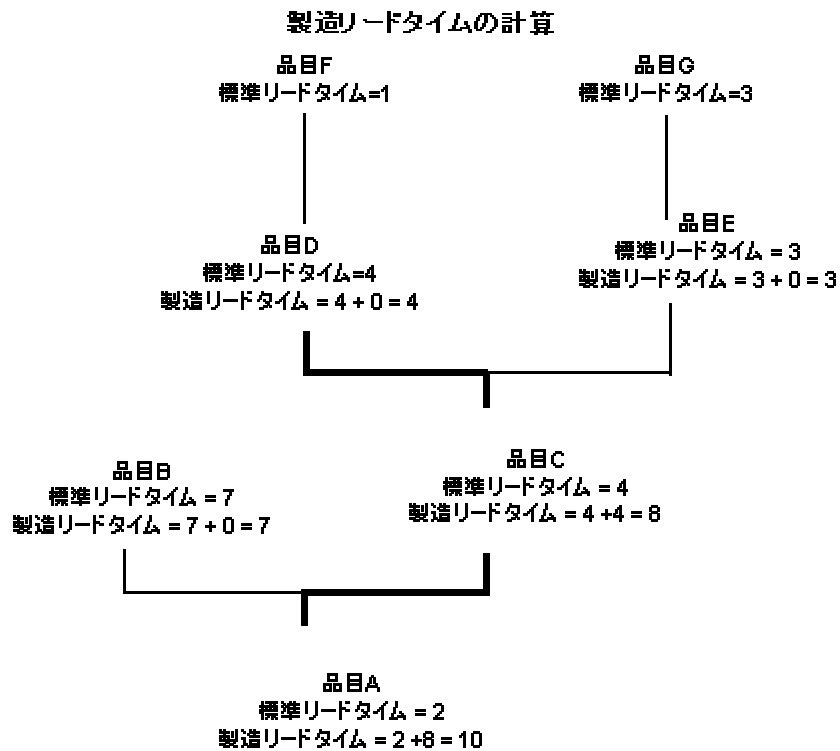 製造リードタイムの計算
品目F
標準リードタイム=1
品目G
標準リードタイム=3
品目D
標準リードタイム=4
製造リードタイム = 4 + 0 = 4
品目E
標準リードタイム = 3
製造リードタイム = 3 + 0 = 3
品目B
標準リードタイム = 7
製造リードタイム = 7 + 0 = 7
品目C
標準リードタイム = 4
製造リードタイム = 4 +4 = 8
品目A
標準リードタイム = 2
製造リードタイム = 2 +8 = 10